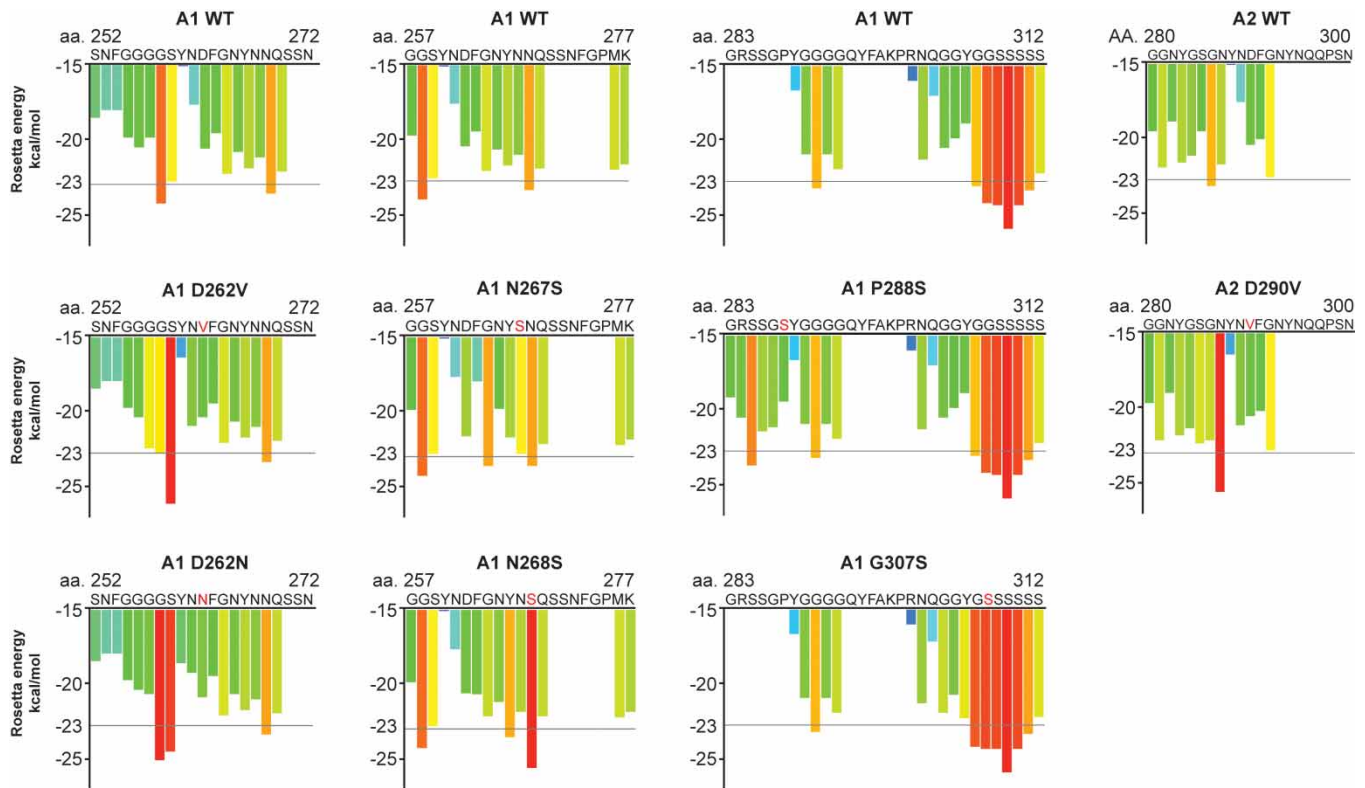 A1 WT
aa. 252 272
SNFGGGGSYNDFGNYNNQSSN
-15
-20
-23
-25
Rosetta energy
kcal/mol
A1 WT
aa. 257 277
GGSYNDFGNYNNQSSNFGPMK
-15
-20
-23
-25
A1 WT
aa. 283 312
GRSSGPYGGGGQYFAKPRNQGGYGGSSSSS
-15
-20
-23
-25
A2 WT
AA. 280 300
GGNYGSGNYNDFGNYNQQPSN
-15
-20
-23
-25
A1 D262V
aa. 252 272
SNFGGGGSYNVFGNYNNQSSN
-15
-20
-23
-25
Rosetta energy
kcal/mol
A1 N267S
aa. 257 277
GGSYNDFGNYSNQSSNFGPMK
-15
-20
-23
-25
A1 P288S
aa. 283 312
GRSSGSYGGGGQYFAKPRNQGGYGGSSSSS
-15
-20
-23
-25
A2 D290V
aa. 280 300
GGNYGSGNYNVFGNYNQQPSN
-15
-20
-23
-25
A1 D262N
aa. 252 272
SNFGGGGSYNNFGNYNNQSSN
-15
-20
-23
-25
Rosetta energy
kcal/mol
A1 N268S
aa. 257 277
GGSYNDFGNYNSQSSNFGPMK
-15
-20
-23
-25
A1 G307S
aa. 283 312
GRSSGPYGGGGQYFAKPRNQGGYGSSSSSS
-15
-20
-23
-25